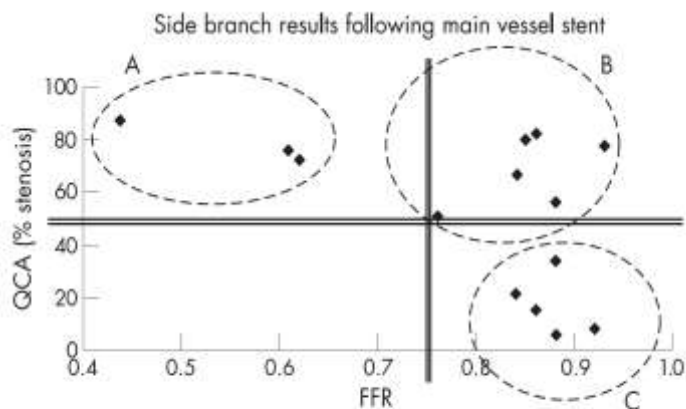 Side branch results following main vessel stent
A
B
100
80
60
40
20
0
QCA (% stenosis)
0.4 0.5 0.6 0.7 0.8 0.9 1.0
FFR
C